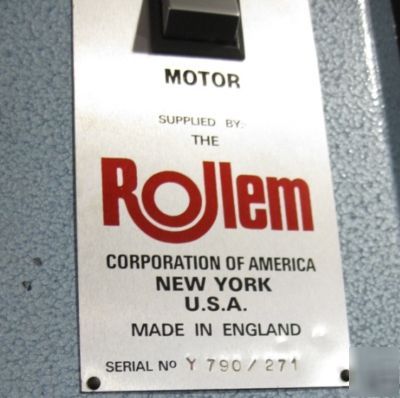 MOTOR
SUPPLIED BY:
THE
Rollem
CORPORATION OF AMERICA
NEW YORK
U.S.A.
MADE IN ENGLAND
SERIAL No Y 790/271